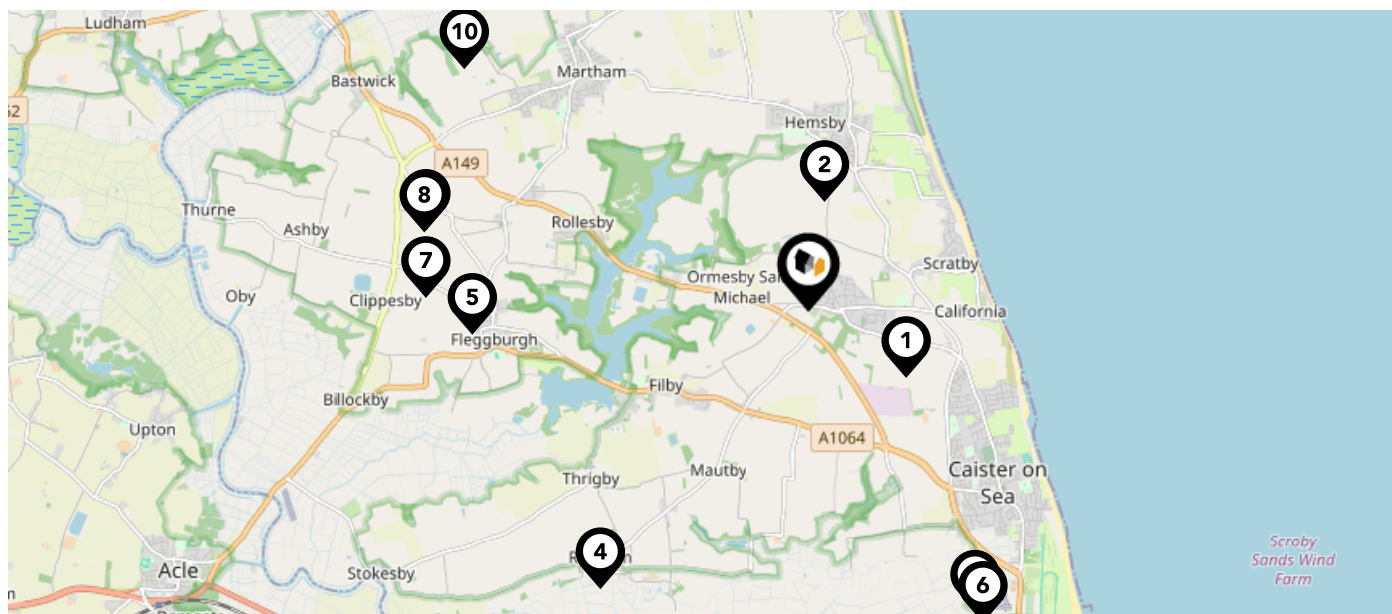 Ludham
10
Martham
Bastwick
52
Hemsby
A149
2
8
Thurne
Rollesby
Ashby
7
Scratby
Ormesby Sai
Michael
5
Oby
Clippesby
California
Fleggburgh
1
Filby
Billockby
Upton
A1064
Mautby
Caister on
Sea
Thrigby
4
Scroby
Sands Wind
Farm
Acle
Stokesby
6